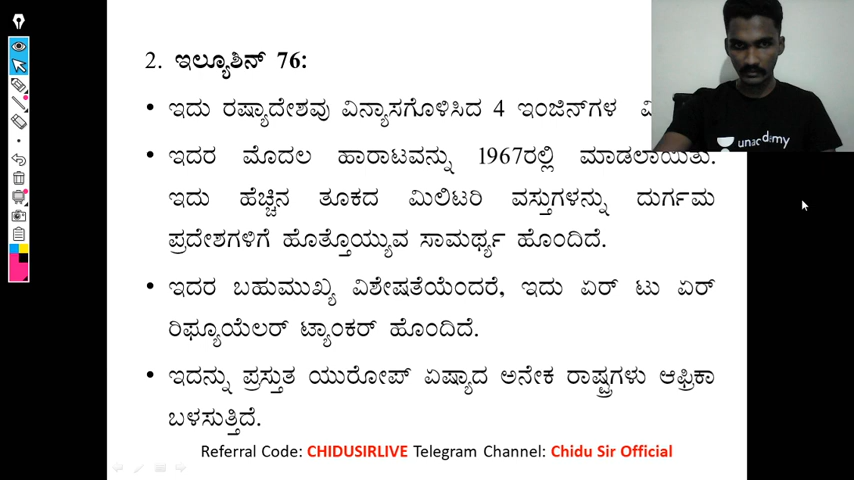 2. ಇಲ್ಯೂಶಿನ್ 76:
• ಇದು ರಷ್ಯಾದೇಶವು ವಿನ್ಯಾಸಗೊಳಿಸಿದ 4 ಇಂಜಿನ್‌ಗಳ
unacademy
• ಇದರ ಮೊದಲ ಹಾರಾಟವನ್ನು 1967ರಲ್ಲಿ ಮಾಡಲಾಯಿತು.
ಇದು ಹೆಚ್ಚಿನ ತೂಕದ ಮಿಲಿಟರಿ ವಸ್ತುಗಳನ್ನು ದುರ್ಗಮ
ಪ್ರದೇಶಗಳಿಗೆ ಹೊತ್ತೊಯ್ಯುವ ಸಾಮರ್ಥ್ಯ ಹೊಂದಿದೆ.
• ಇದರ ಬಹುಮುಖ್ಯ ವಿಶೇಷತೆಯೆಂದರೆ, ಇದು ಏರ್ ಟು ಏರ್
ರಿಫ್ಯೂಯೆಲರ್ ಟ್ಯಾಂಕರ್ ಹೊಂದಿದೆ.
• ಇದನ್ನು ಪ್ರಸ್ತುತ ಯುರೋಪ್ ಏಷ್ಯಾದ ಅನೇಕ ರಾಷ್ಟ್ರಗಳು ಆಫ್ರಿಕಾ
ಬಳಸುತ್ತಿದೆ.
Referral Code: CHIDUSIRLIVE Telegram Channel: Chidu Sir Official